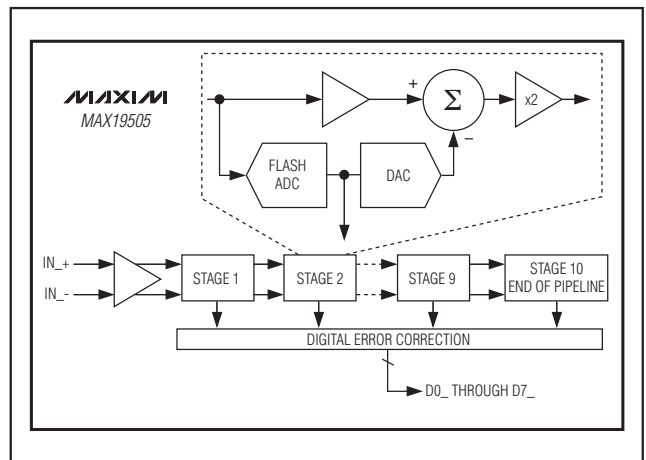 MAXIM
MAX19505
+
Σ
x2
−
FLASH
ADC
DAC
IN_+
IN_-
STAGE 1
STAGE 2
STAGE 9
STAGE 10
END OF PIPELINE
DIGITAL ERROR CORRECTION
D0_ THROUGH D7_